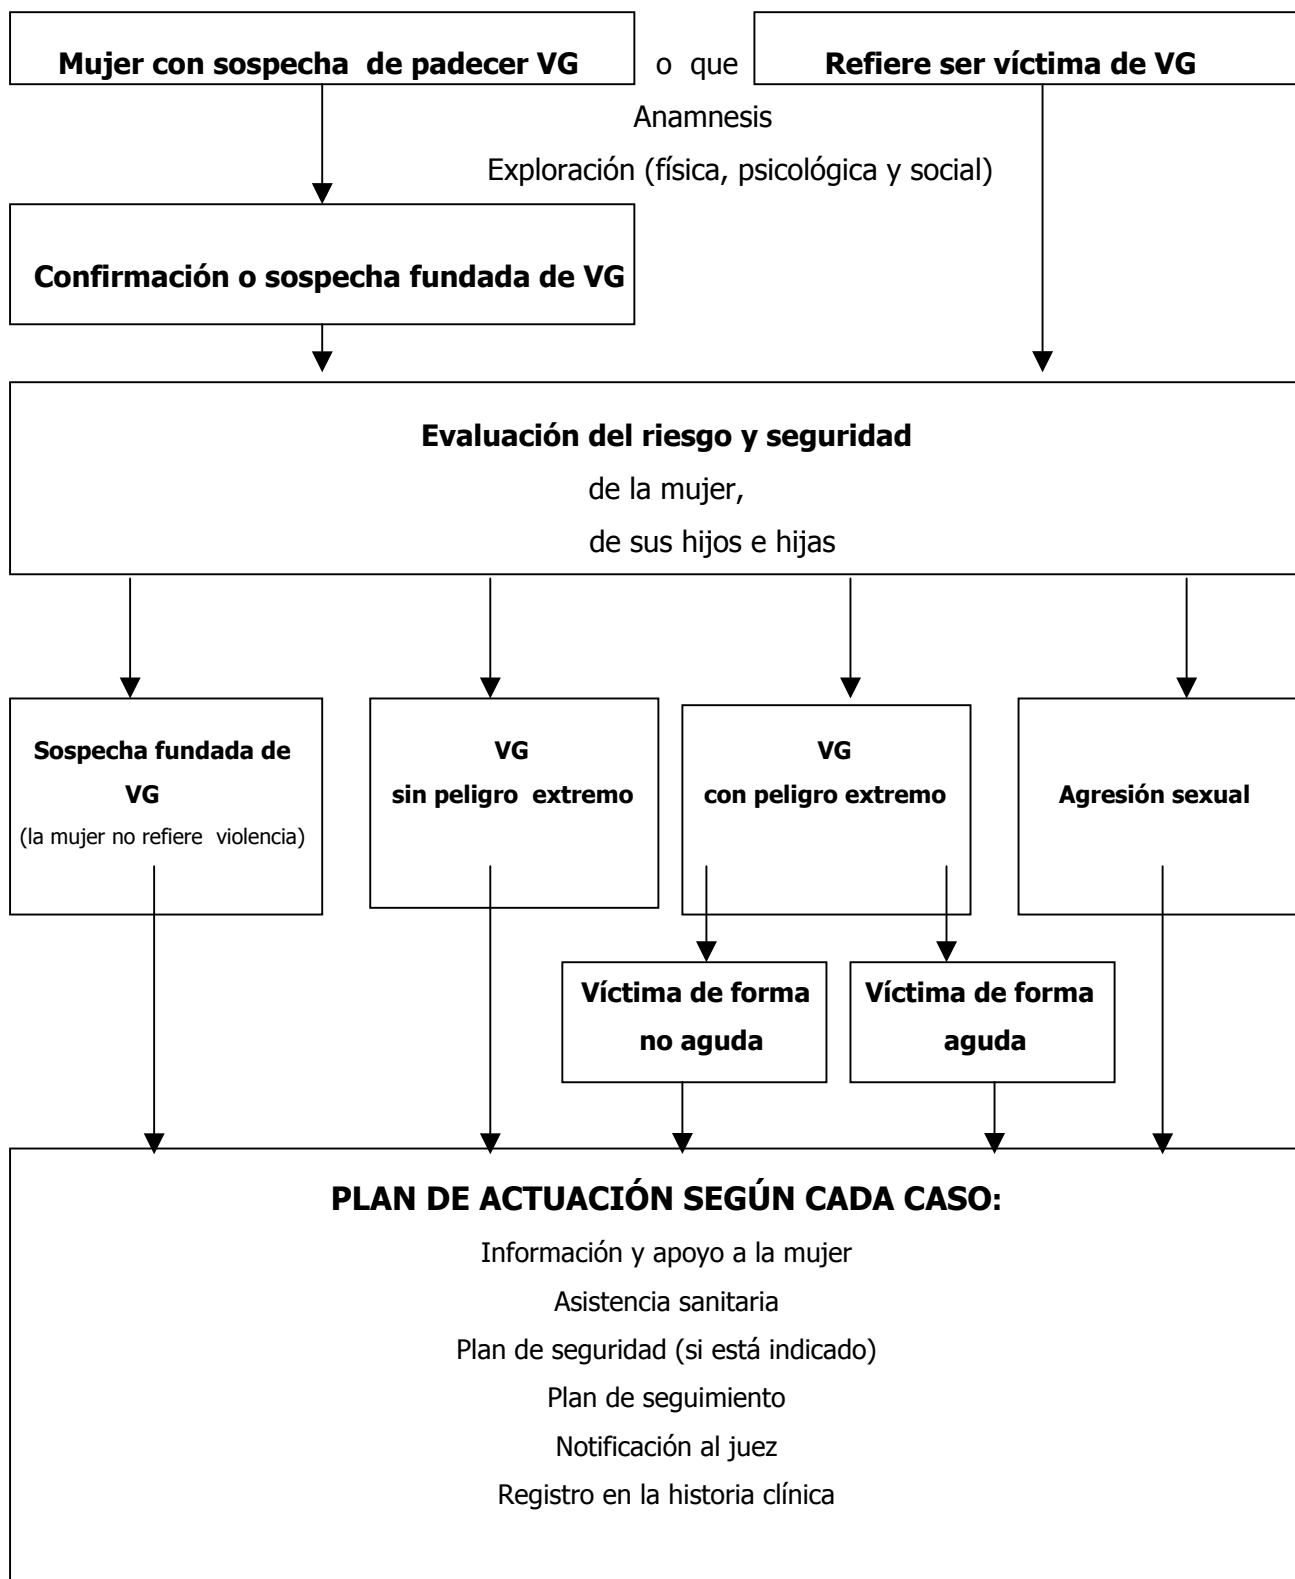 Mujer con sospecha de padecer VG o que Refiere ser víctima de VG
Anamnesis
Exploración (física, psicológica y social)
Confirmación o sospecha fundada de VG
Evaluación del riesgo y seguridad
de la mujer,
de sus hijos e hijas
Sospecha fundada de
VG
(la mujer no refiere violencia)
VG
sin peligro extremo
VG
con peligro extremo
Agresión sexual
Víctima de forma
no aguda
Víctima de forma
aguda
PLAN DE ACTUACIÓN SEGÚN CADA CASO:
Información y apoyo a la mujer
Asistencia sanitaria
Plan de seguridad (si está indicado)
Plan de seguimiento
Notificación al juez
Registro en la historia clínica